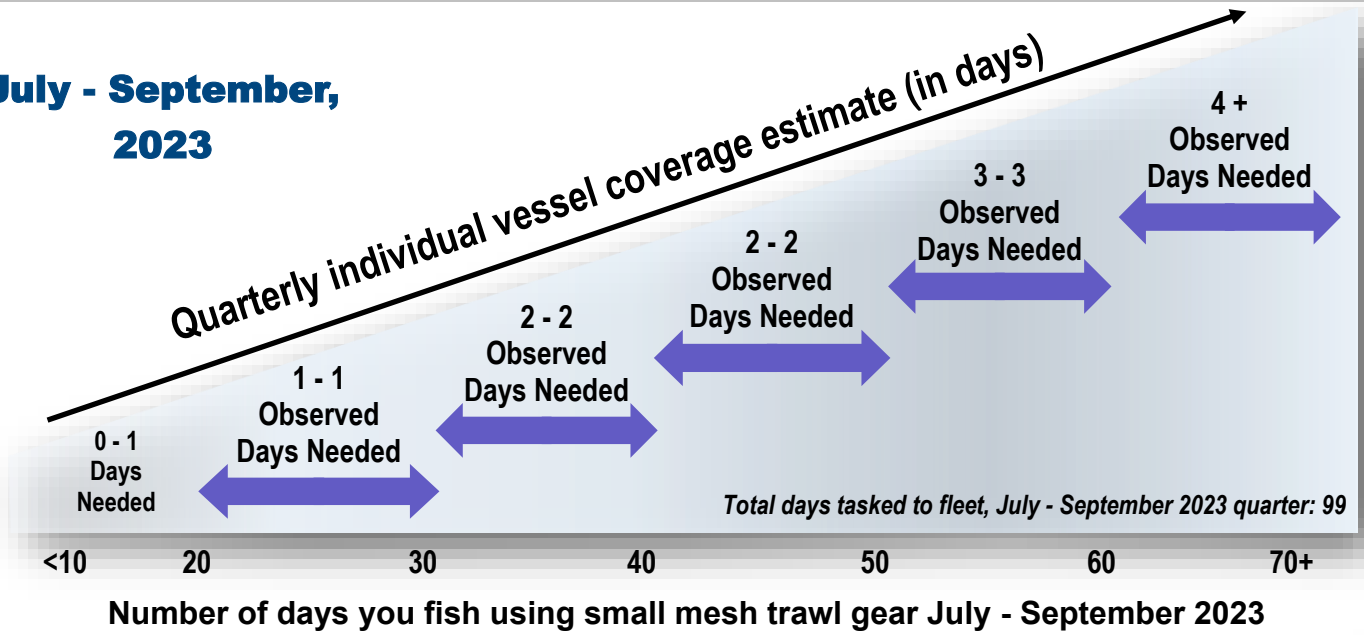 July - September,
2023
Quarterly individual vessel coverage estimate (in days)
4 +
Observed
Days Needed
3 - 3
Observed
Days Needed
2 - 2
Observed
Days Needed
2 - 2
Observed
Days Needed
1 - 1
Observed
Days Needed
0 - 1
Days
Needed
Total days tasked to fleet, July - September 2023 quarter: 99
<10 20 30 40 50 60 70+
Number of days you fish using small mesh trawl gear July - September 2023